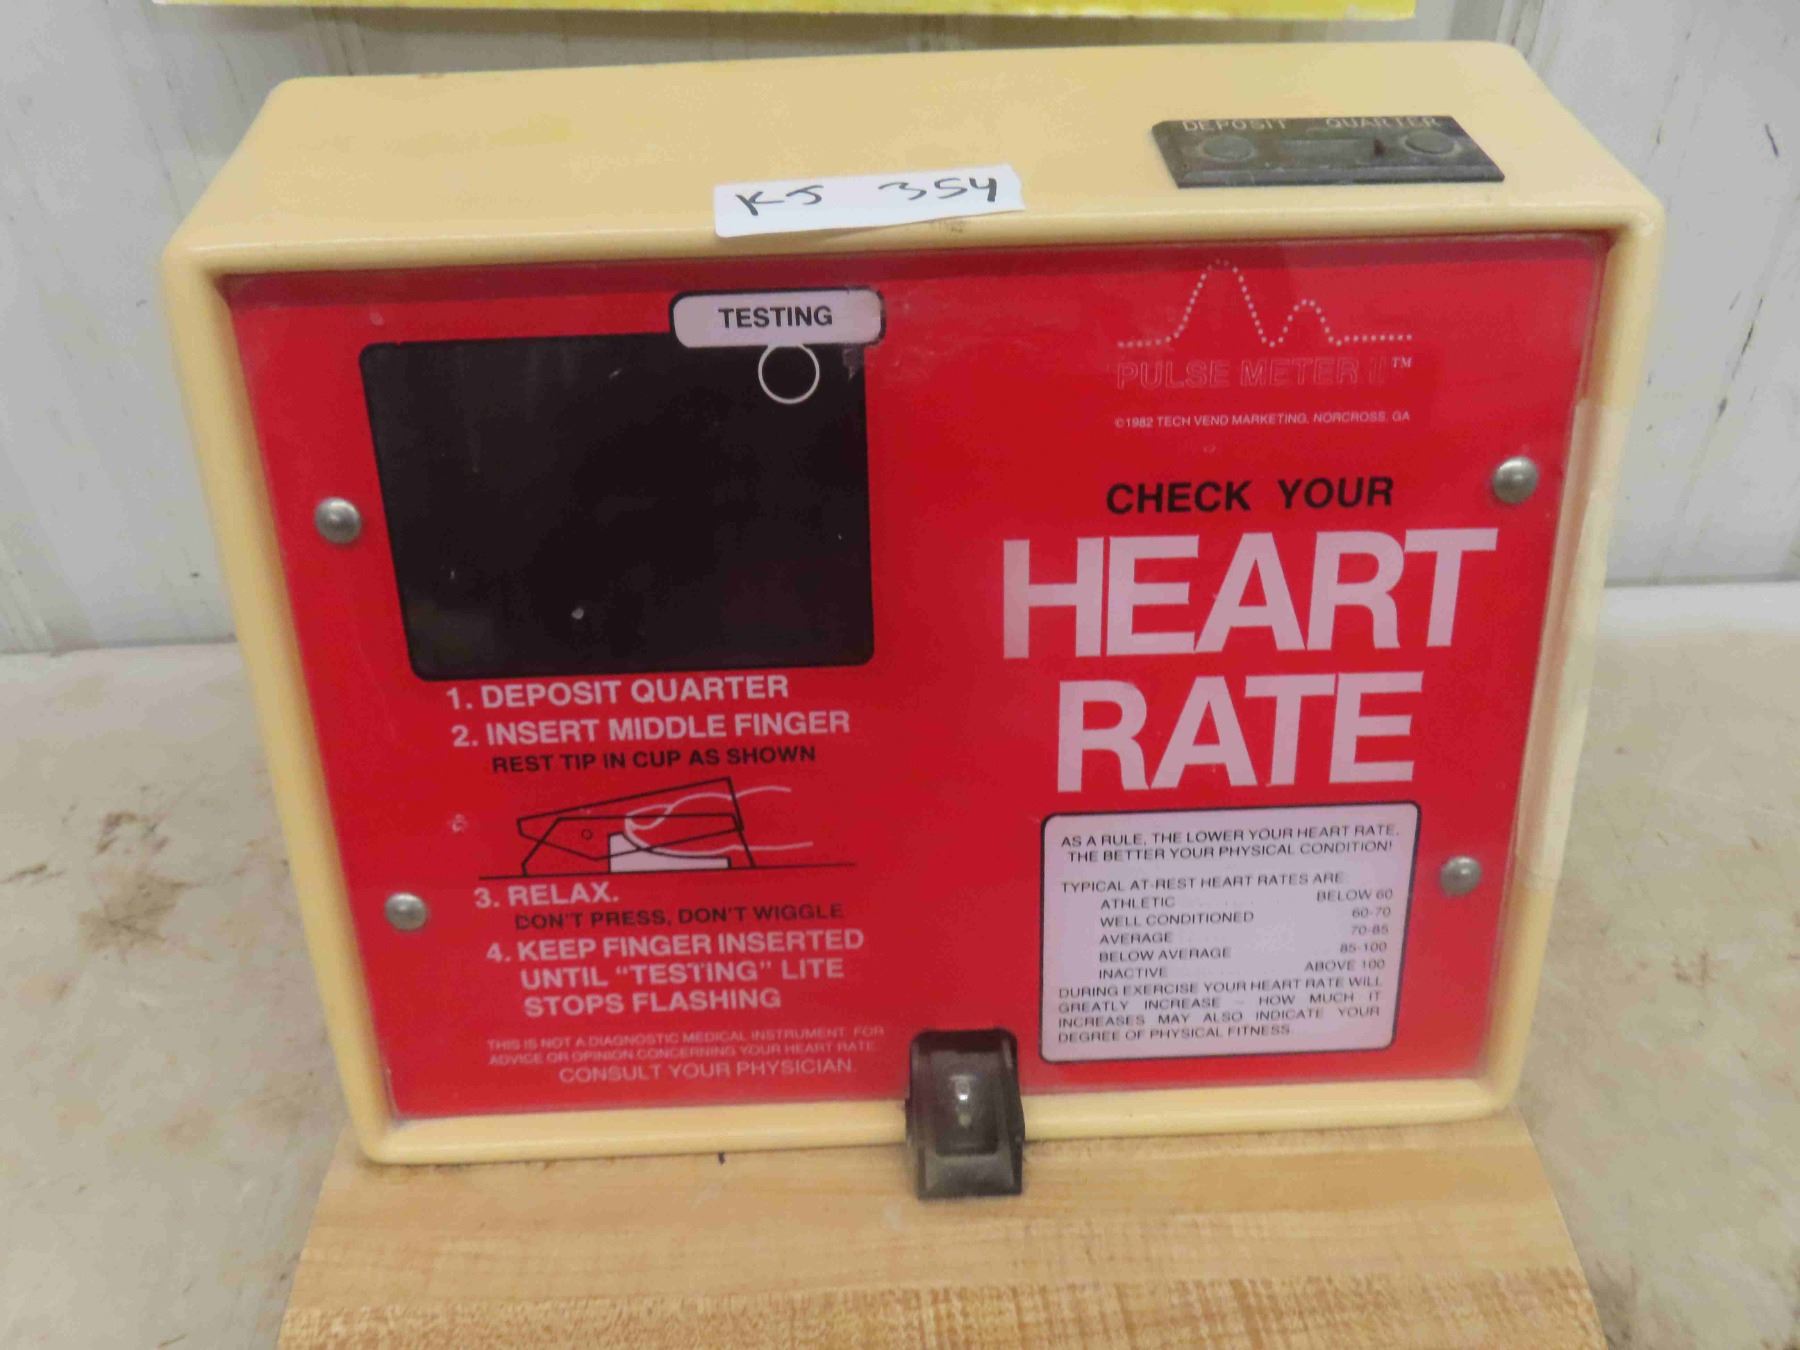 DEPOSIT QUARTER
KJ 354
TESTING
PULSE METER II™
©1982 TECH VEND MARKETING, NORCROSS, GA
CHECK YOUR
HEART
RATE
1. DEPOSIT QUARTER
2. INSERT MIDDLE FINGER
REST TIP IN CUP AS SHOWN
3. RELAX.
DON'T PRESS, DON'T WIGGLE
4. KEEP FINGER INSERTED
UNTIL “TESTING” LITE
STOPS FLASHING
THIS IS NOT A DIAGNOSTIC MEDICAL INSTRUMENT. FOR
ADVICE OR OPINION CONCERNING YOUR HEART RATE
CONSULT YOUR PHYSICIAN.
AS A RULE, THE LOWER YOUR HEART RATE,
THE BETTER YOUR PHYSICAL CONDITION!
TYPICAL AT-REST HEART RATES ARE:
ATHLETIC ........ BELOW 60
WELL CONDITIONED 60-70
AVERAGE .. 70-85
BELOW AVERAGE 85-100
INACTIVE ........ ABOVE 100
DURING EXERCISE YOUR HEART RATE WILL
GREATLY INCREASE – HOW MUCH IT
INCREASES MAY ALSO INDICATE YOUR
DEGREE OF PHYSICAL FITNESS.